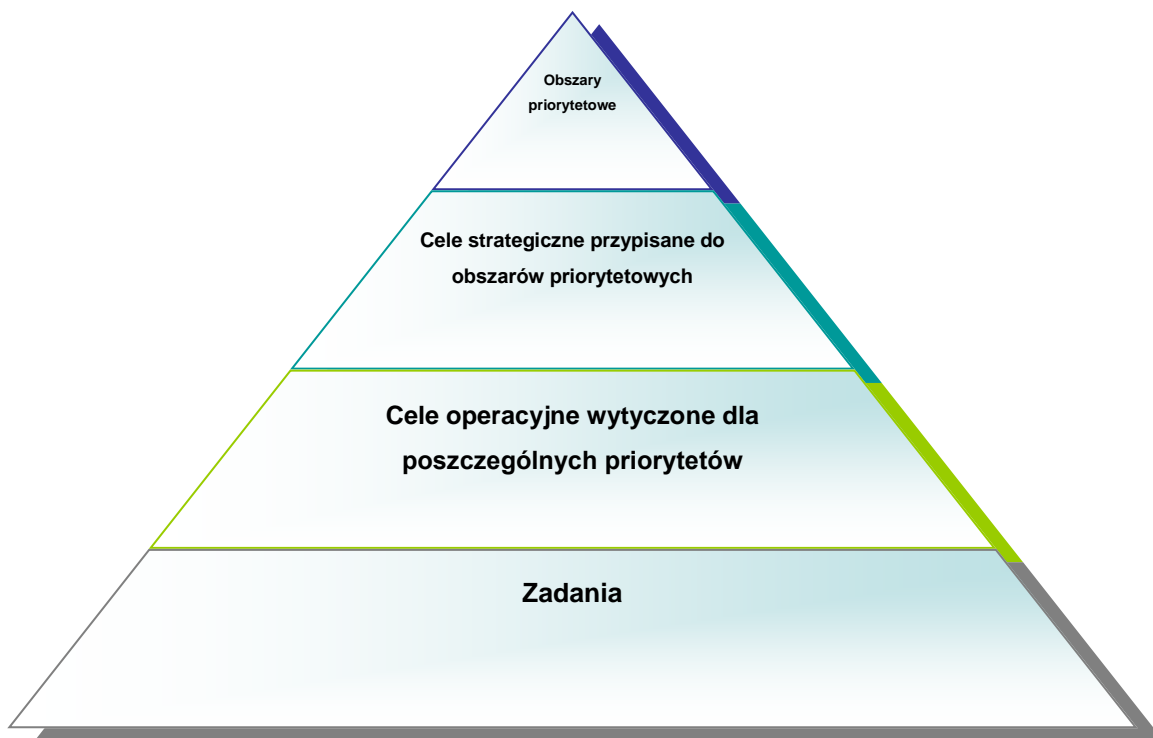 Obszary
priorytetowe
Cele strategiczne przypisane do
obszarów priorytetowych
Cele operacyjne wytyczone dla
poszczególnych priorytetów
Zadania